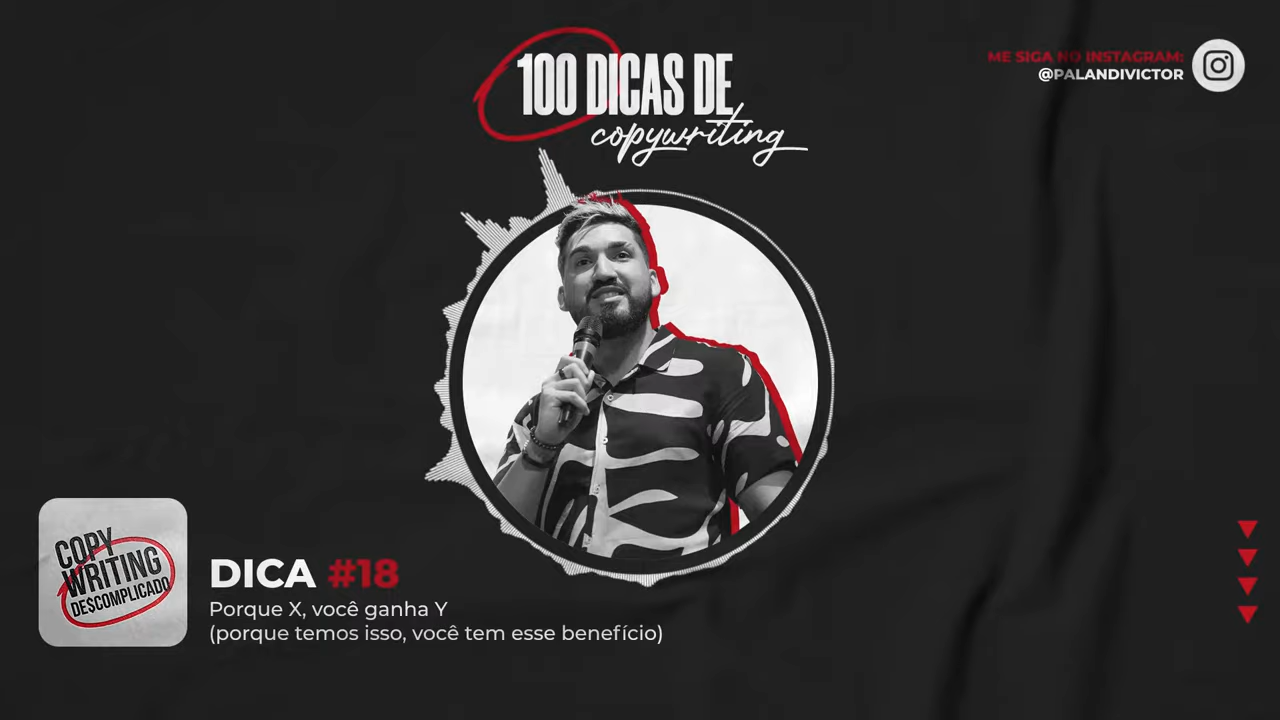 100 DICAS DE
copywriting
ME SIGA NO INSTAGRAM:
@PALANDIVICTOR
COPY
WRITING
DESCOMPLICADO
DICA #18
Porque X, você ganha Y
(porque temos isso, você tem esse benefício)